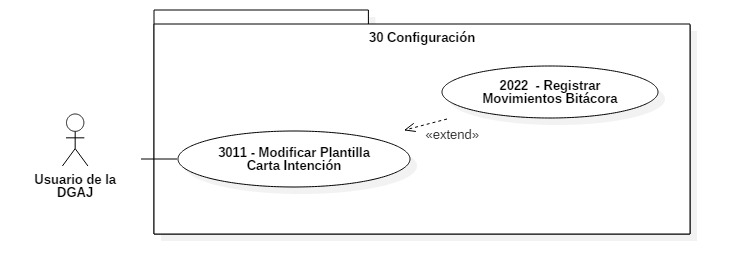 30 Configuración
2022 - Registrar
Movimientos Bitácora
«extend»
3011 - Modificar Plantilla
Carta Intención
Usuario de la
DGAJ